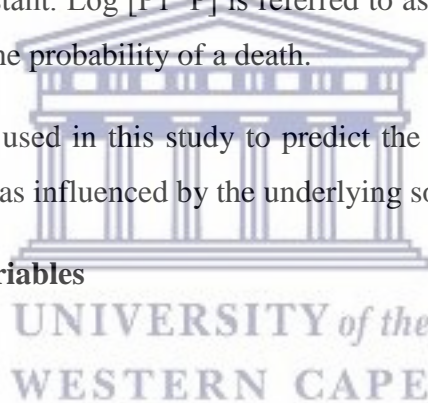 stant. Log [P1–P] is referred to as
ne probability of a death.
used in this study to predict the
as influenced by the underlying so
riables
UNIVERSITY of the
WESTERN CAPE